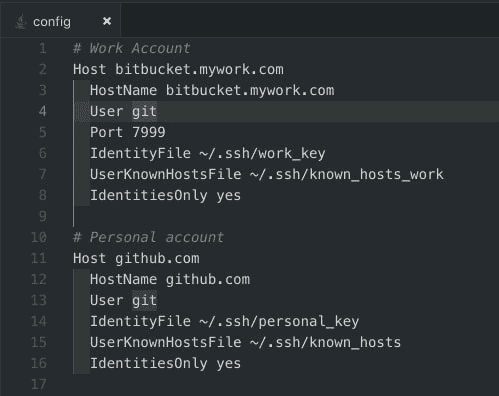 config ×
1 # Work Account
2 Host bitbucket.mywork.com
3 HostName bitbucket.mywork.com
4 User git
5 Port 7999
6 IdentityFile ~/.ssh/work_key
7 UserKnownHostsFile ~/.ssh/known_hosts_work
8 IdentitiesOnly yes
9
10 # Personal account
11 Host github.com
12 HostName github.com
13 User git
14 IdentityFile ~/.ssh/personal_key
15 UserKnownHostsFile ~/.ssh/known_hosts
16 IdentitiesOnly yes
17